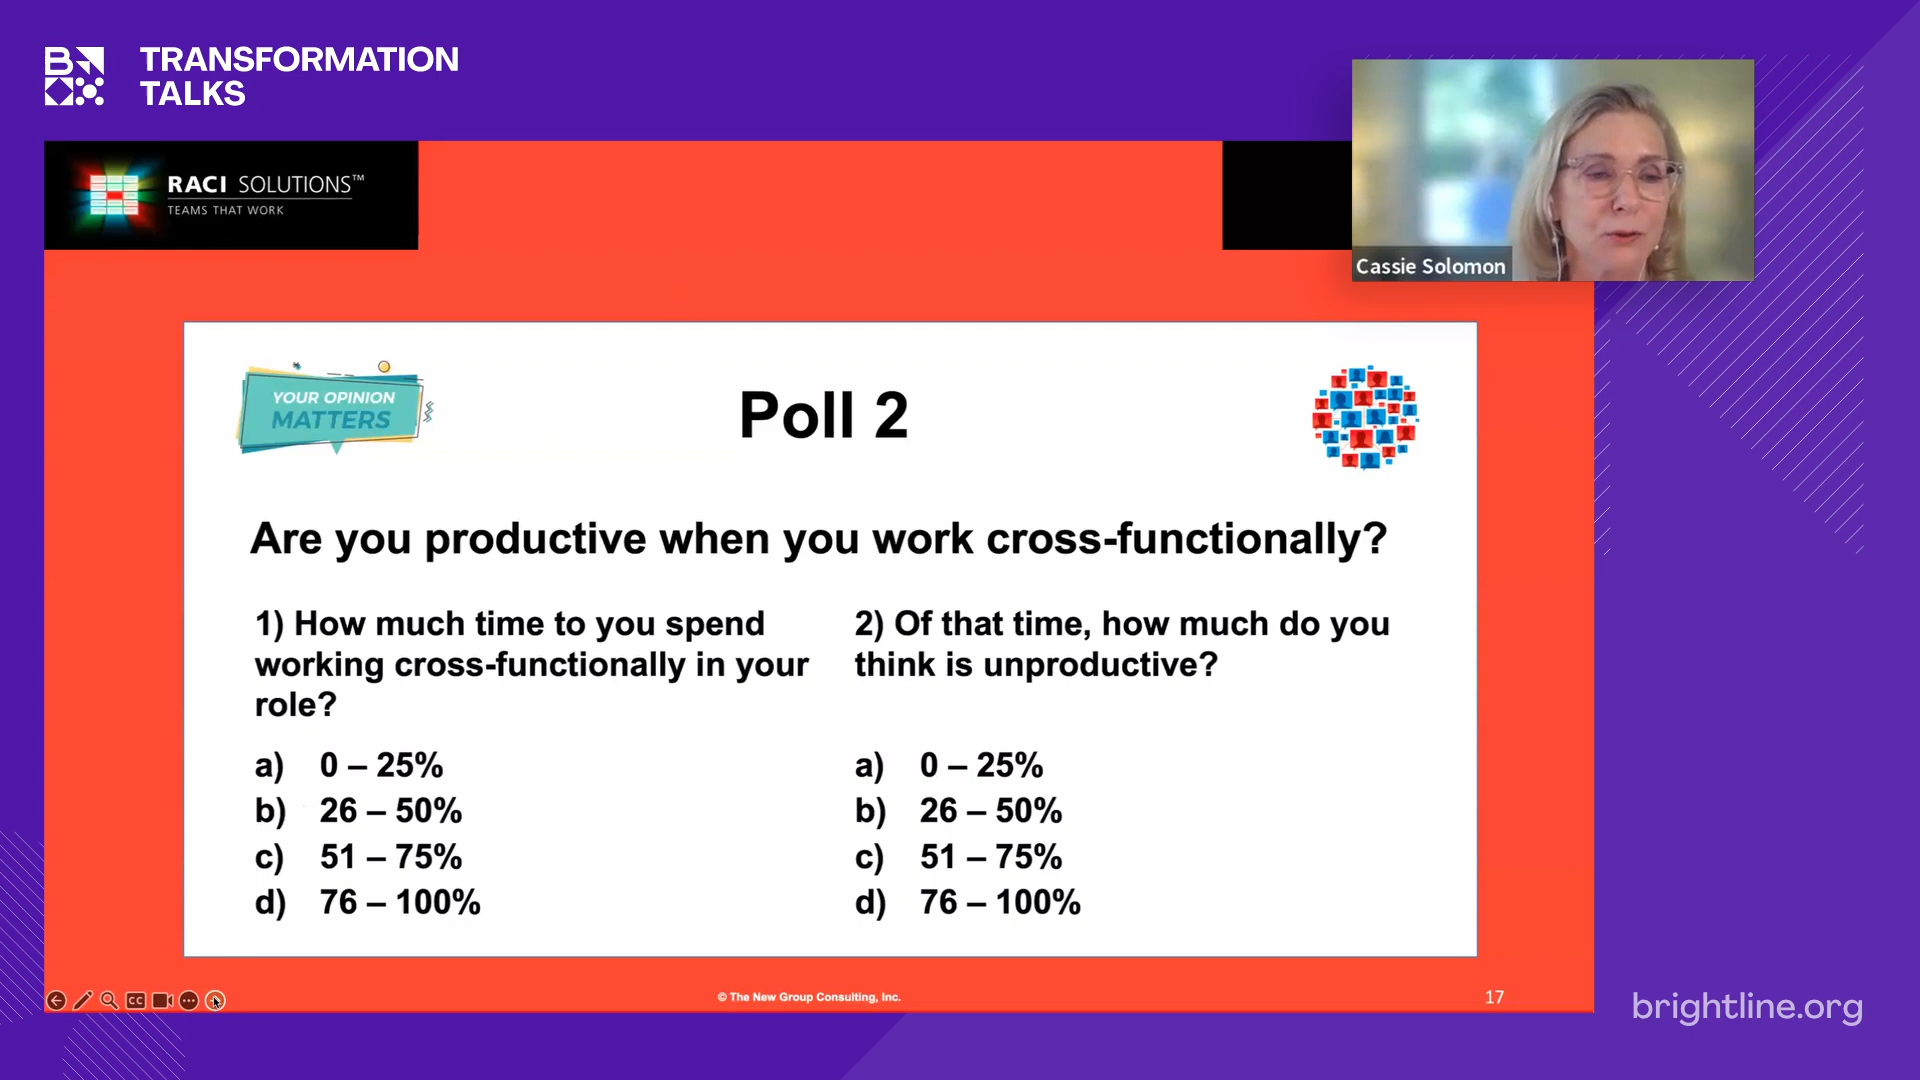 B
TRANSFORMATION
TALKS
RACI SOLUTIONS™
TEAMS THAT WORK
Cassie Solomon
YOUR OPINION
MATTERS
Poll 2
Are you productive when you work cross-functionally?
1) How much time to you spend
working cross-functionally in your
role?
a) 0 – 25%
b) 26 – 50%
c) 51 – 75%
d) 76 – 100%
2) Of that time, how much do you
think is unproductive?
a) 0 – 25%
b) 26 – 50%
c) 51 – 75%
d) 76 – 100%
CC
© The New Group Consulting, Inc.
17
brightline.org